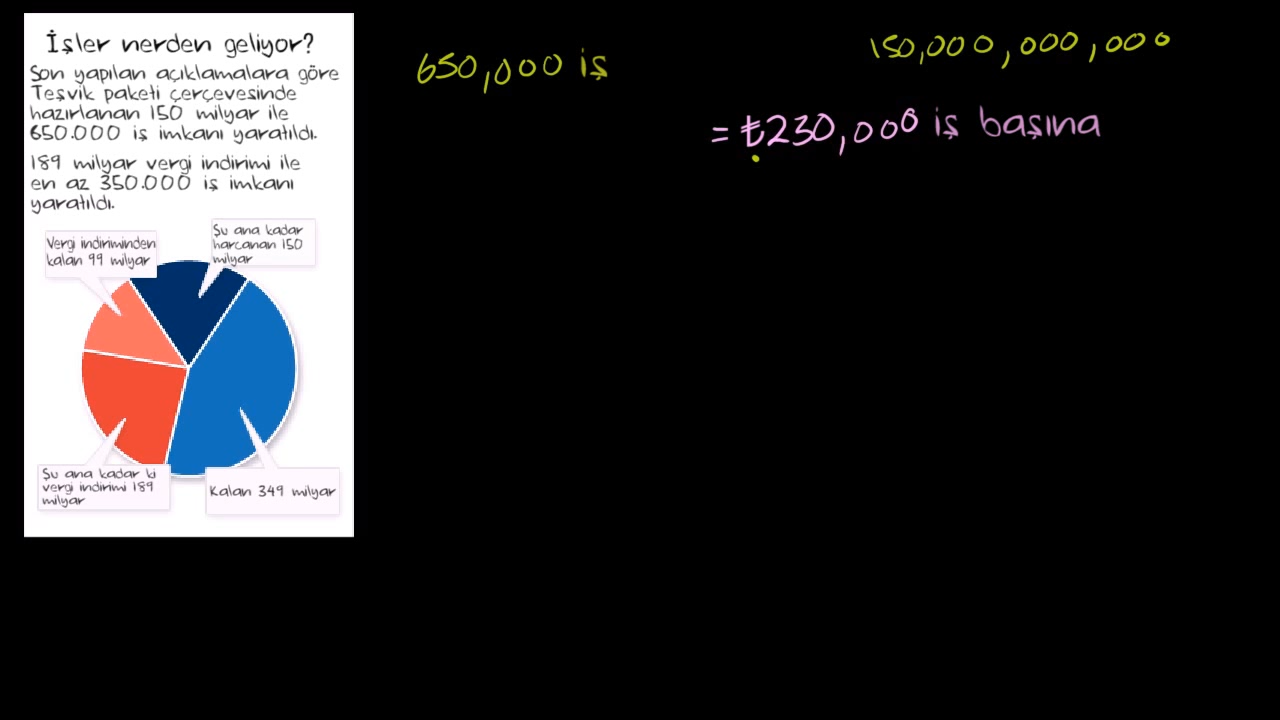 İşler nerden geliyor?
Son yapılan açıklamalara göre
Teşvik paketi çerçevesinde
hazırlanan 150 milyar ile
650.000 iş imkanı yaratıldı.
189 milyar vergi indirimi ile
en az 350.000 iş imkanı
yaratıldı.
Vergi indiriminden
kalan 99 milyar
Şu ana kadar
harcanan 150
milyar
Şu ana kadar ki
vergi indirimi 189
milyar
Kalan 349 milyar
650,000 iş
150,000,000,000
= ₺230,000 iş başına